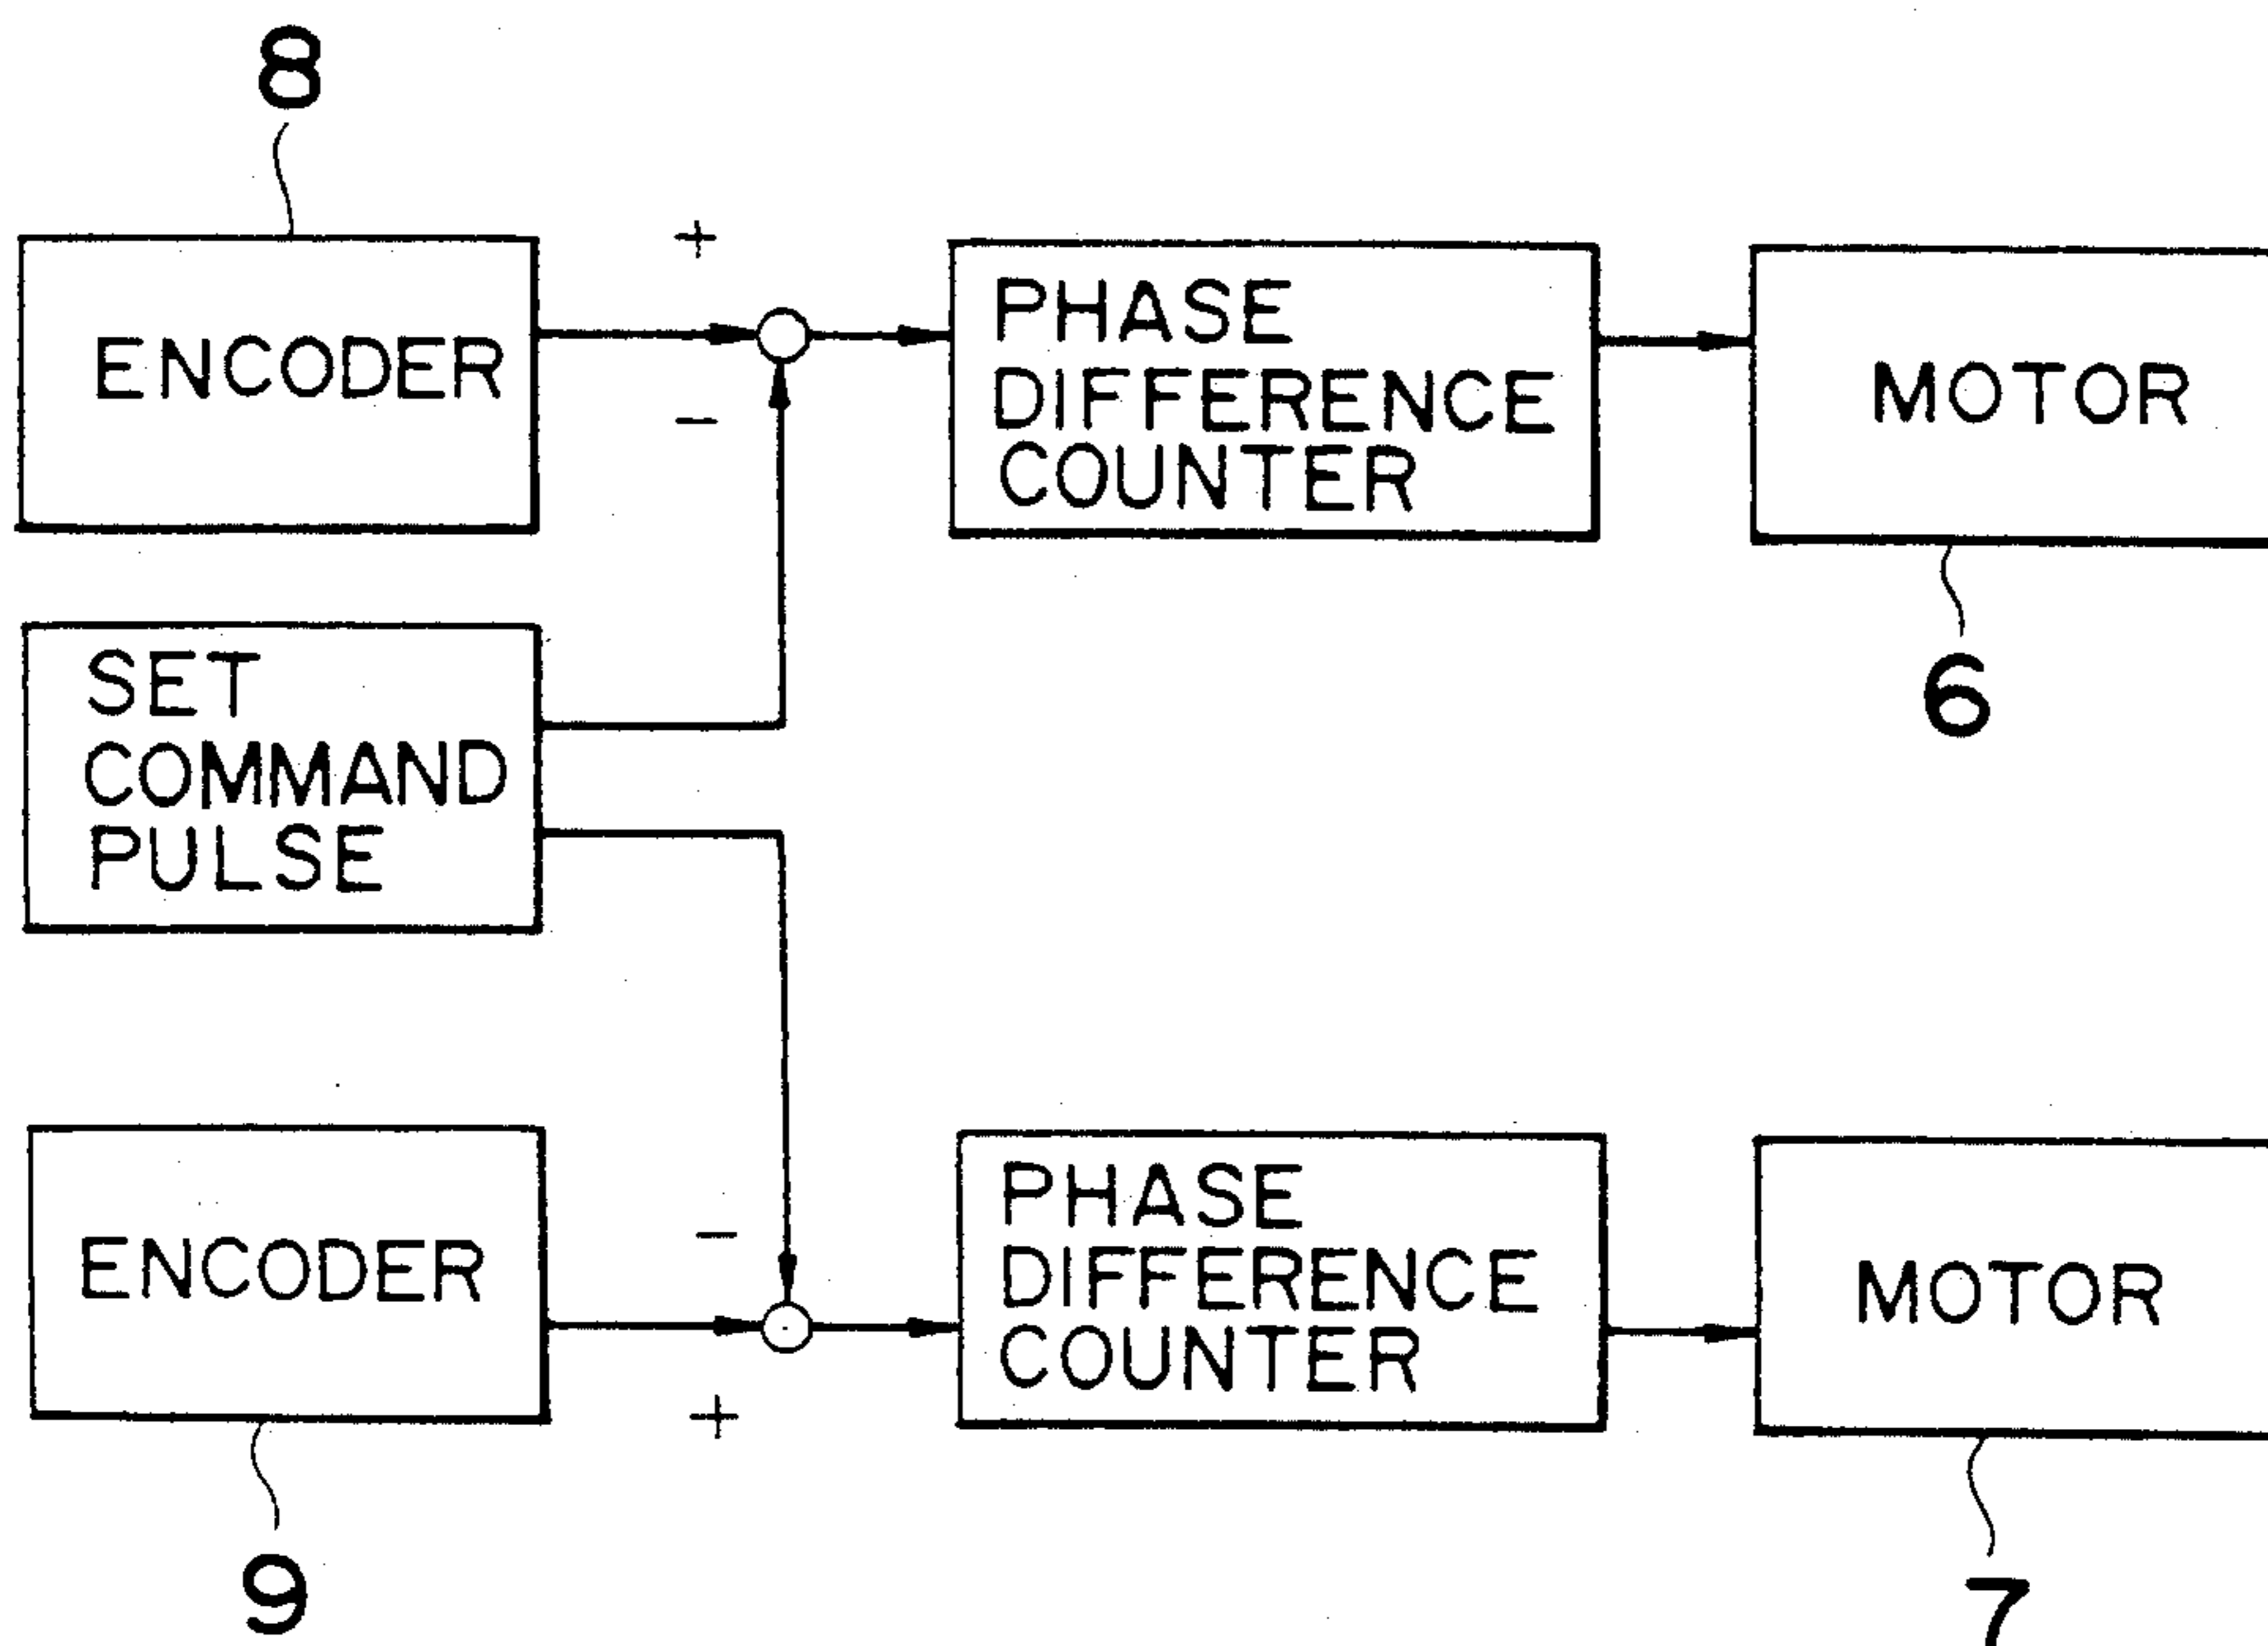 8
+
ENCODER
−
PHASE
DIFFERENCE
COUNTER
MOTOR
6
SET
COMMAND
PULSE
ENCODER
9
−
+
PHASE
DIFFERENCE
COUNTER
MOTOR
7